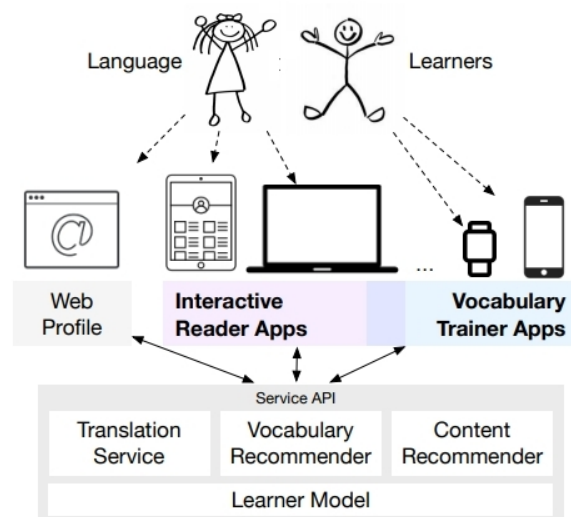 Language
Learners
@
...
Web
Profile
Interactive
Reader Apps
Vocabulary
Trainer Apps
Service API
Translation
Service
Vocabulary
Recommender
Content
Recommender
Learner Model